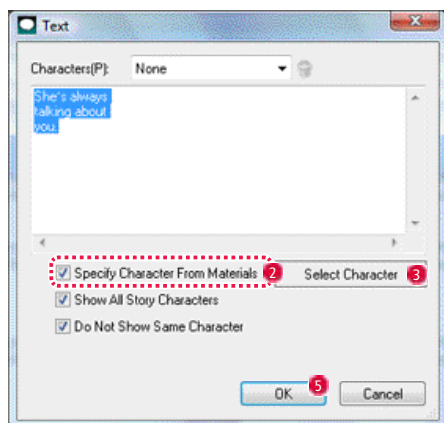 Text
Characters(P): None
She's always
talking about
you.
Specify Character From Materials 2 Select Character 3
Show All Story Characters
Do Not Show Same Character
OK 5 Cancel